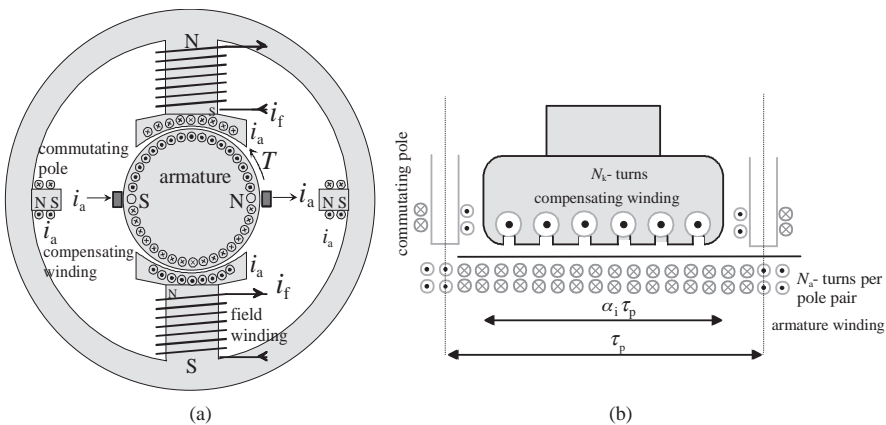 N
S
i_f
i_a
commutating
pole
T
armature
i_a
i_a
N S
S
N
N S
i_a
i_a
compensating
winding
i_a
i_f
N
field
winding
S
(a)
commutating pole
N_k- turns
compensating winding
N_a- turns per
pole pair
α_i τ_p
armature winding
τ_p
(b)